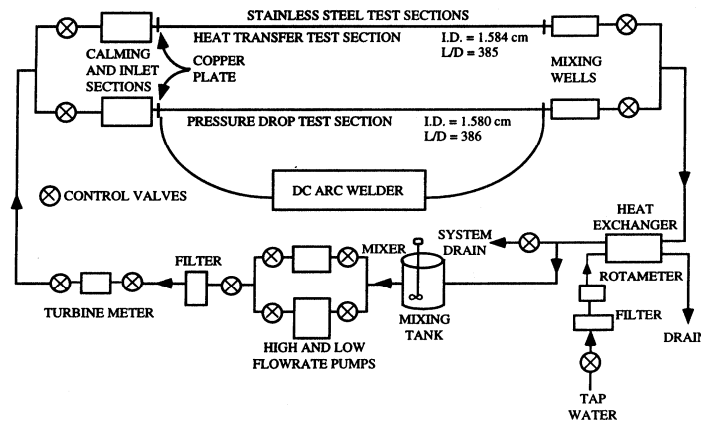 STAINLESS STEEL TEST SECTIONS
HEAT TRANSFER TEST SECTION
I.D. = 1.584 cm
L/D = 385
CALMING
AND INLET
SECTIONS
COPPER
PLATE
MIXING
WELLS
PRESSURE DROP TEST SECTION
I.D. = 1.580 cm
L/D = 386
DC ARC WELDER
CONTROL VALVES
HEAT
EXCHANGER
SYSTEM
DRAIN
MIXER
FILTER
ROTAMETER
TURBINE METER
MIXING
TANK
FILTER
DRAIN
HIGH AND LOW
FLOWRATE PUMPS
TAP
WATER